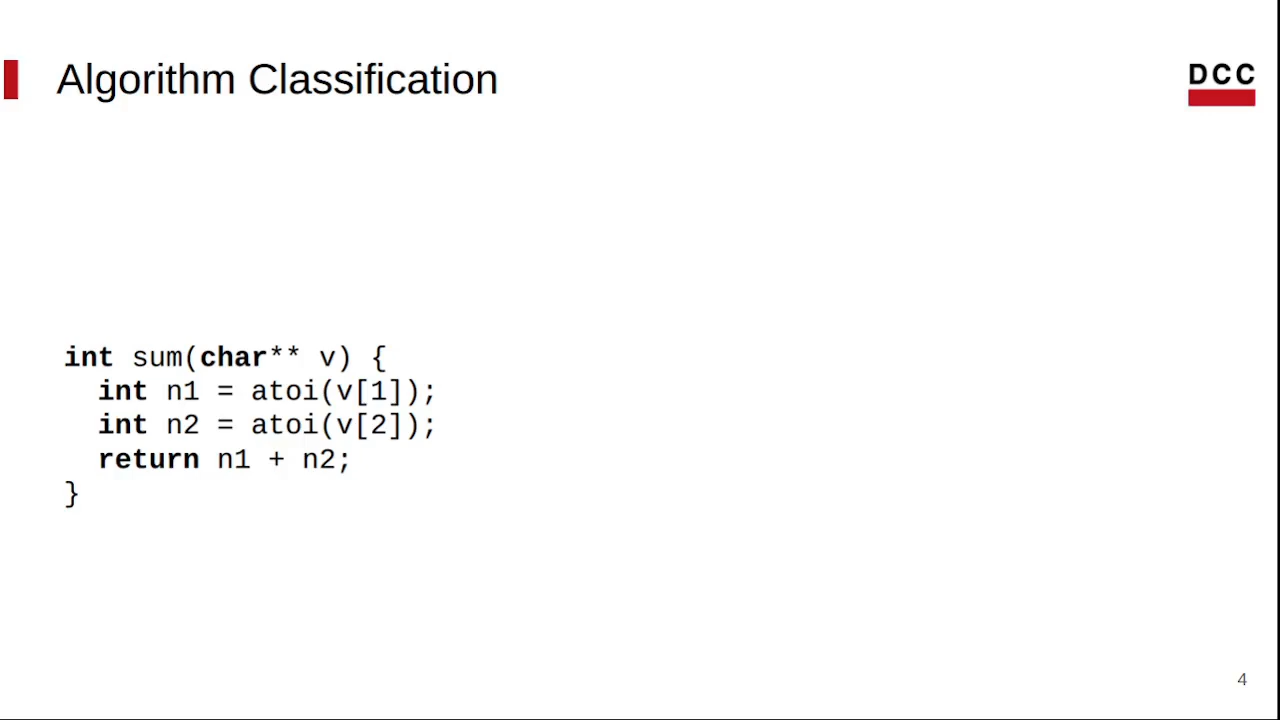 Algorithm Classification
DCC
int sum(char** v) {
  int n1 = atoi(v[1]);
  int n2 = atoi(v[2]);
  return n1 + n2;
}
4